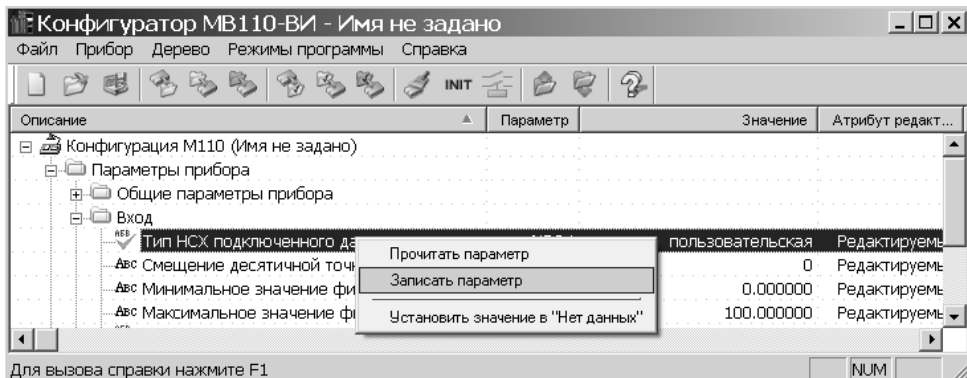 Конфигуратор МВ110-ВИ - Имя не задано
Файл Прибор Дерево Режимы программы Справка
INIT
Описание Параметр Значение Атрибут редакт...
Конфигурация М110 (Имя не задано)
Параметры прибора
Общие параметры прибора
Вход
Тип НСХ подключенного да пользовательская Редактируемы
Прочитать параметр
Смещение десятичной точ 0 Редактируемы
Записать параметр
Минимальное значение фи 0.000000 Редактируемы
Максимальное значение ф 100.000000 Редактируемы
Установить значение в "Нет данных"
Для вызова справки нажмите F1 NUM